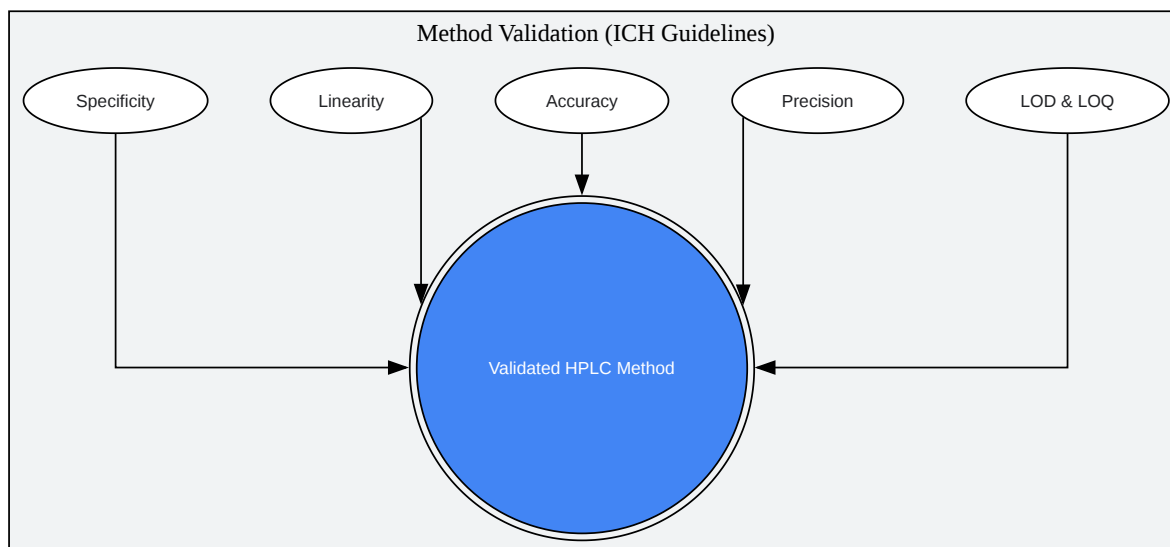 Method Validation (ICH Guidelines)
Specificity
Linearity
Accuracy
Precision
LOD & LOQ
Validated HPLC Method